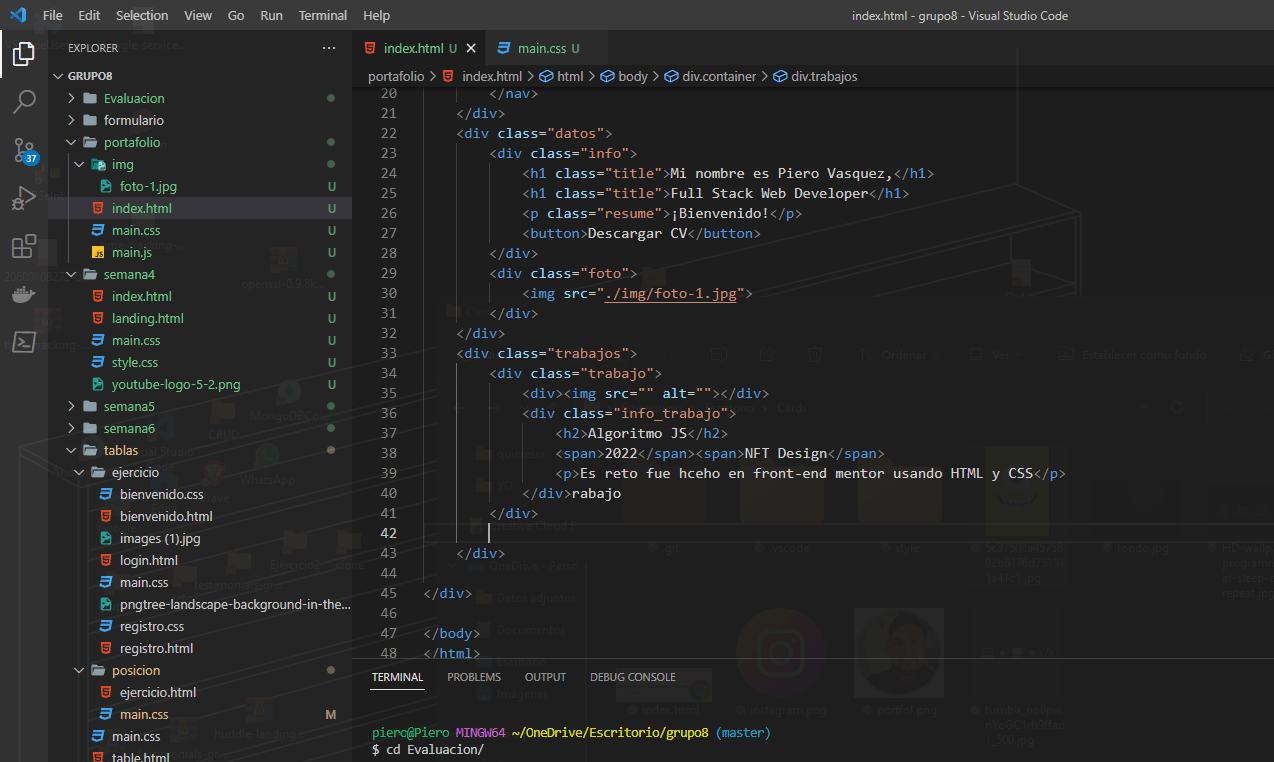 File Edit Selection View Go Run Terminal Help
index.html - grupo8 - Visual Studio Code
EXPLORER
GRUPO8
Evaluacion
formulario
portafolio
img
foto-1.jpg U
index.html U
main.css U
main.js U
semana4
index.html U
landing.html U
main.css U
style.css U
youtube-logo-5-2.png U
semana5
semana6
tablas
ejercicio
bienvenido.css
bienvenido.html
images (1).jpg
login.html
main.css
pngtree-landscape-background-in-the...
registro.css
registro.html
posicion
ejercicio.html
main.css M
main.css
table.html
37
index.html U
main.css U
portafolio > index.html > html > body > div.container > div.trabajos
20 </nav>
21 </div>
22 <div class="datos">
23 <div class="info">
24 <h1 class="title">Mi nombre es Piero Vasquez,</h1>
25 <h1 class="title">Full Stack Web Developer</h1>
26 <p class="resume">¡Bienvenido!</p>
27 <button>Descargar CV</button>
28 </div>
29 <div class="foto">
30 <img src="./img/foto-1.jpg">
31 </div>
32 </div>
33 <div class="trabajos">
34 <div class="trabajo">
35 <div><img src="" alt=""></div>
36 <div class="info_trabajo">
37 <h2>Algoritmo JS</h2>
38 <span>2022</span><span>NFT Design</span>
39 <p>Es reto fue hceho en front-end mentor usando HTML y CSS</p>
40 </div>rabajo
41 </div>
42
43 </div>
44
45 </div>
46
47 </body>
48 </html>
TERMINAL PROBLEMS OUTPUT DEBUG CONSOLE
piero@Piero MINGW64 ~/OneDrive/Escritorio/grupo8 (master)
$ cd Evaluacion/